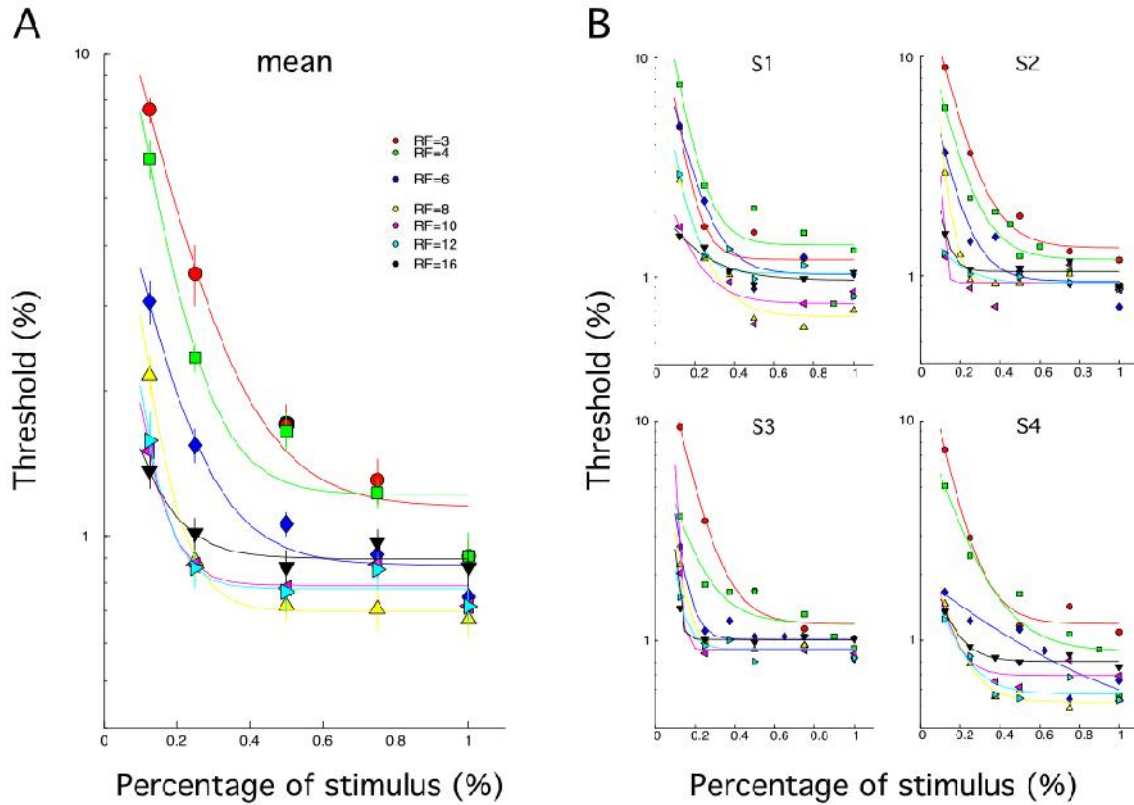 A
mean
10
1
Threshold (%)
RF=3
RF=4
RF=6
RF=8
RF=10
RF=12
RF=16
0 0.2 0.4 0.6 0.8 1
Percentage of stimulus (%)
B
S1
10
1
0 0.2 0.4 0.6 0.8 1
S2
10
1
0 0.2 0.4 0.6 0.8 1
Threshold (%)
S3
10
1
0 0.2 0.4 0.6 0.8 1
S4
10
1
0 0.2 0.4 0.6 0.8 1
Percentage of stimulus (%)